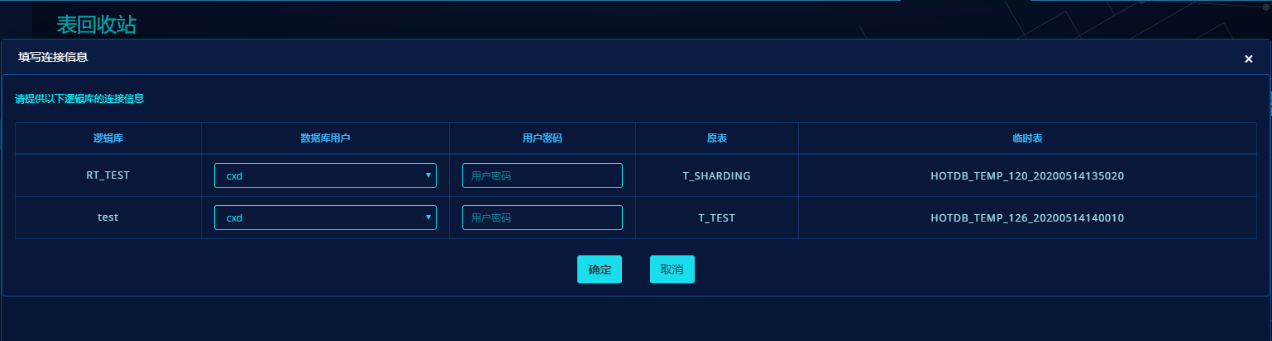 表回收站
填写连接信息 ×
请提供以下逻辑库的连接信息
逻辑库 数据库用户 用户密码 原表 临时表
RT_TEST cxd 用户密码 T_SHARDING HOTDB_TEMP_120_20200514135020
test cxd 用户密码 T_TEST HOTDB_TEMP_126_20200514140010
确定 取消